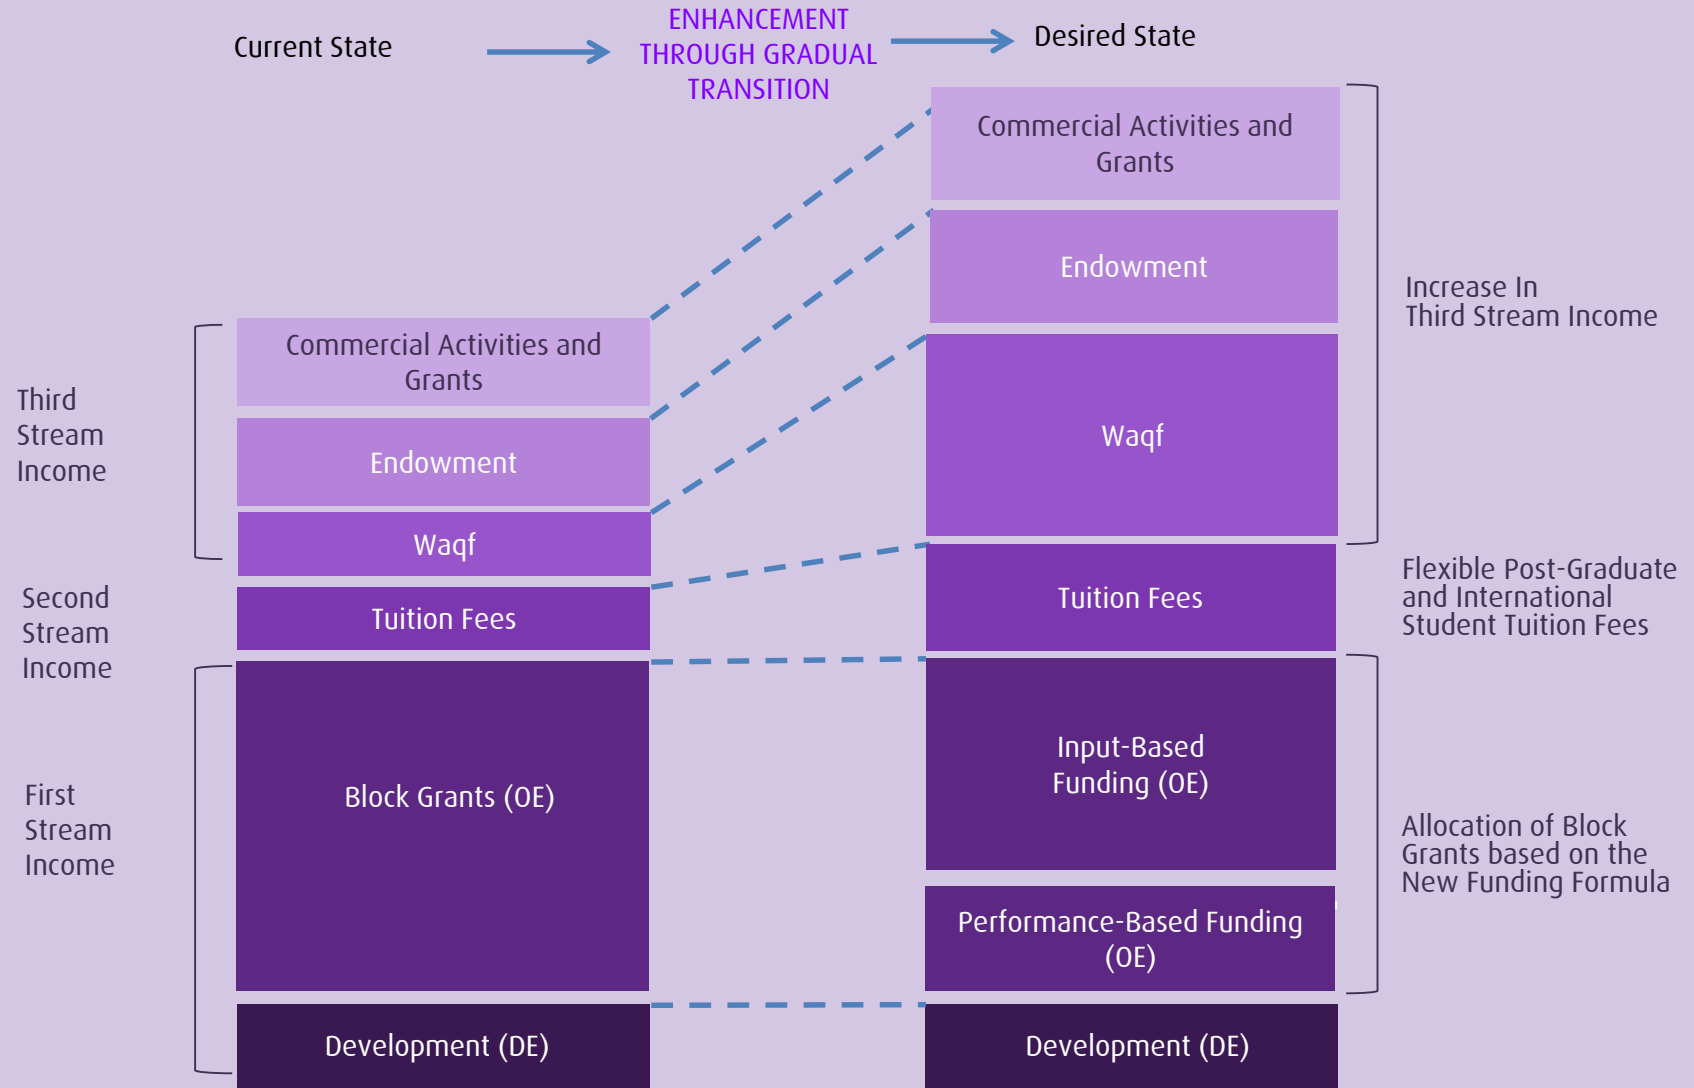 Current State
ENHANCEMENT
THROUGH GRADUAL
TRANSITION
Desired State
Third
Stream
Income
Second
Stream
Income
First
Stream
Income
Commercial Activities and
Grants
Endowment
Waqf
Tuition Fees
Block Grants (OE)
Development (DE)
Commercial Activities and
Grants
Endowment
Waqf
Tuition Fees
Input-Based
Funding (OE)
Performance-Based Funding
(OE)
Development (DE)
Increase In
Third Stream Income
Flexible Post-Graduate
and International
Student Tuition Fees
Allocation of Block
Grants based on the
New Funding Formula